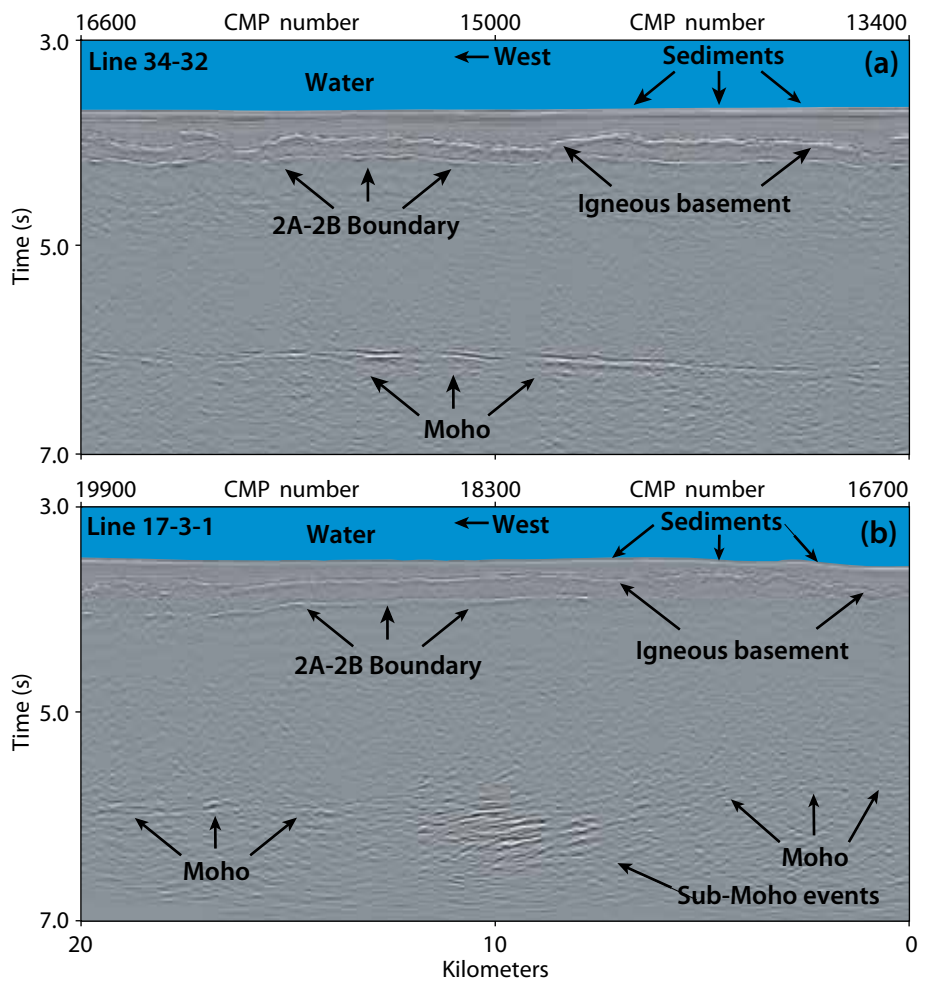 16600 CMP number 15000 CMP number 13400
3.0
Line 34-32
West
Sediments
(a)
Water
2A-2B Boundary
Igneous basement
Time (s)
5.0
Moho
7.0
19900 CMP number 18300 CMP number 16700
3.0
Line 17-3-1
West
Sediments
(b)
Water
2A-2B Boundary
Igneous basement
Time (s)
5.0
Moho
Moho
Sub-Moho events
7.0
20 10 0
Kilometers